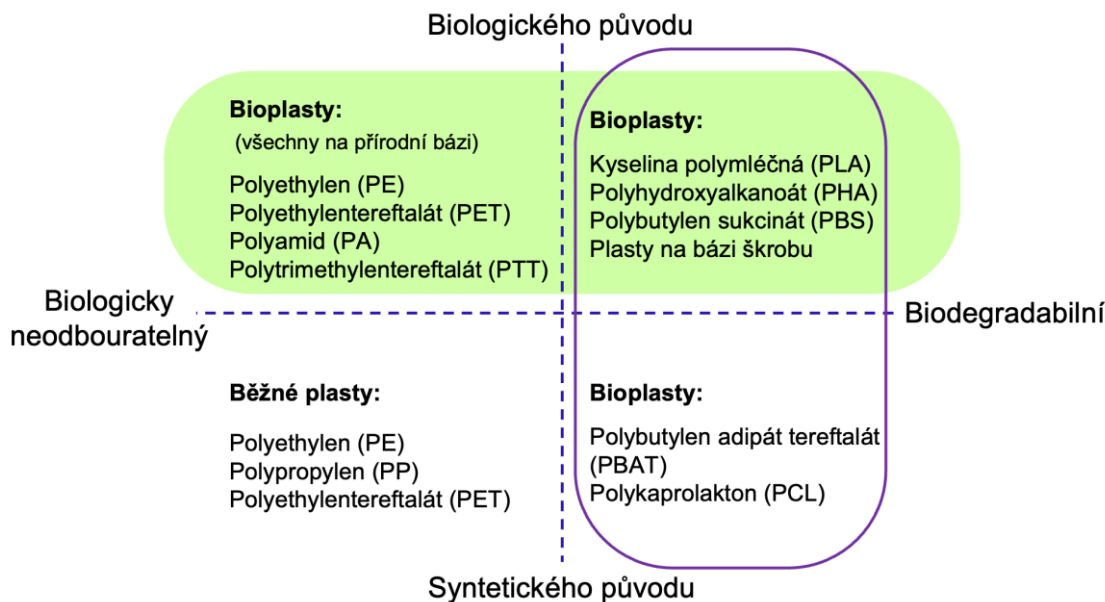 Biologického původu
Bioplasty:
(všechny na přírodní bázi)
Polyethylen (PE)
Polyethylentereftalát (PET)
Polyamid (PA)
Polytrimethylentereftalát (PTT)
Bioplasty:
Kyselina polymléčná (PLA)
Polyhydroxyalkanoát (PHA)
Polybutylen sukcinát (PBS)
Plasty na bázi škrobu
Biologicky
neodbouratelný
Biodegradabilní
Běžné plasty:
Polyethylen (PE)
Polypropylen (PP)
Polyethylentereftalát (PET)
Bioplasty:
Polybutylen adipát tereftalát
(PBAT)
Polykaprolakton (PCL)
Syntetického původu